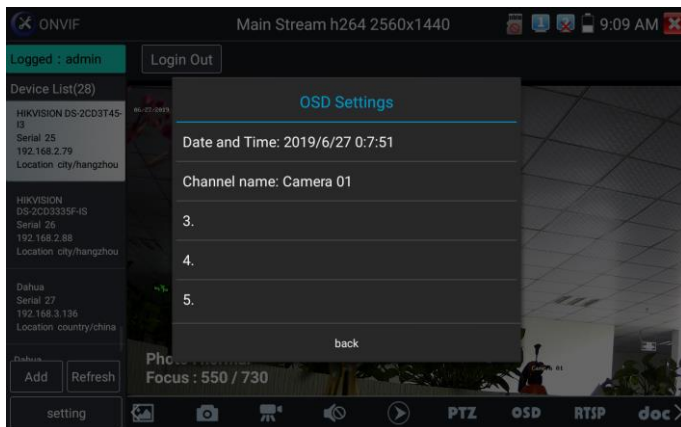 ONVIF
Main Stream h264 2560x1440
9:09 AM
Logged : admin
Login Out
Device List(28)
HIKVISION DS-2CD3T45-
I3
Serial 25
192.168.2.79
Location city/hangzhou
HIKVISION
DS-2CD3335F-IS
Serial 26
192.168.2.88
Location city/hangzhou
Dahua
Serial 27
192.168.3.136
Location country/china
Dahua
Add
Refresh
setting
OSD Settings
Date and Time: 2019/6/27 0:7:51
Channel name: Camera 01
3.
4.
5.
back
Camera 01
Focus : 550 / 730
PTZ
OSD
RTSP
doc